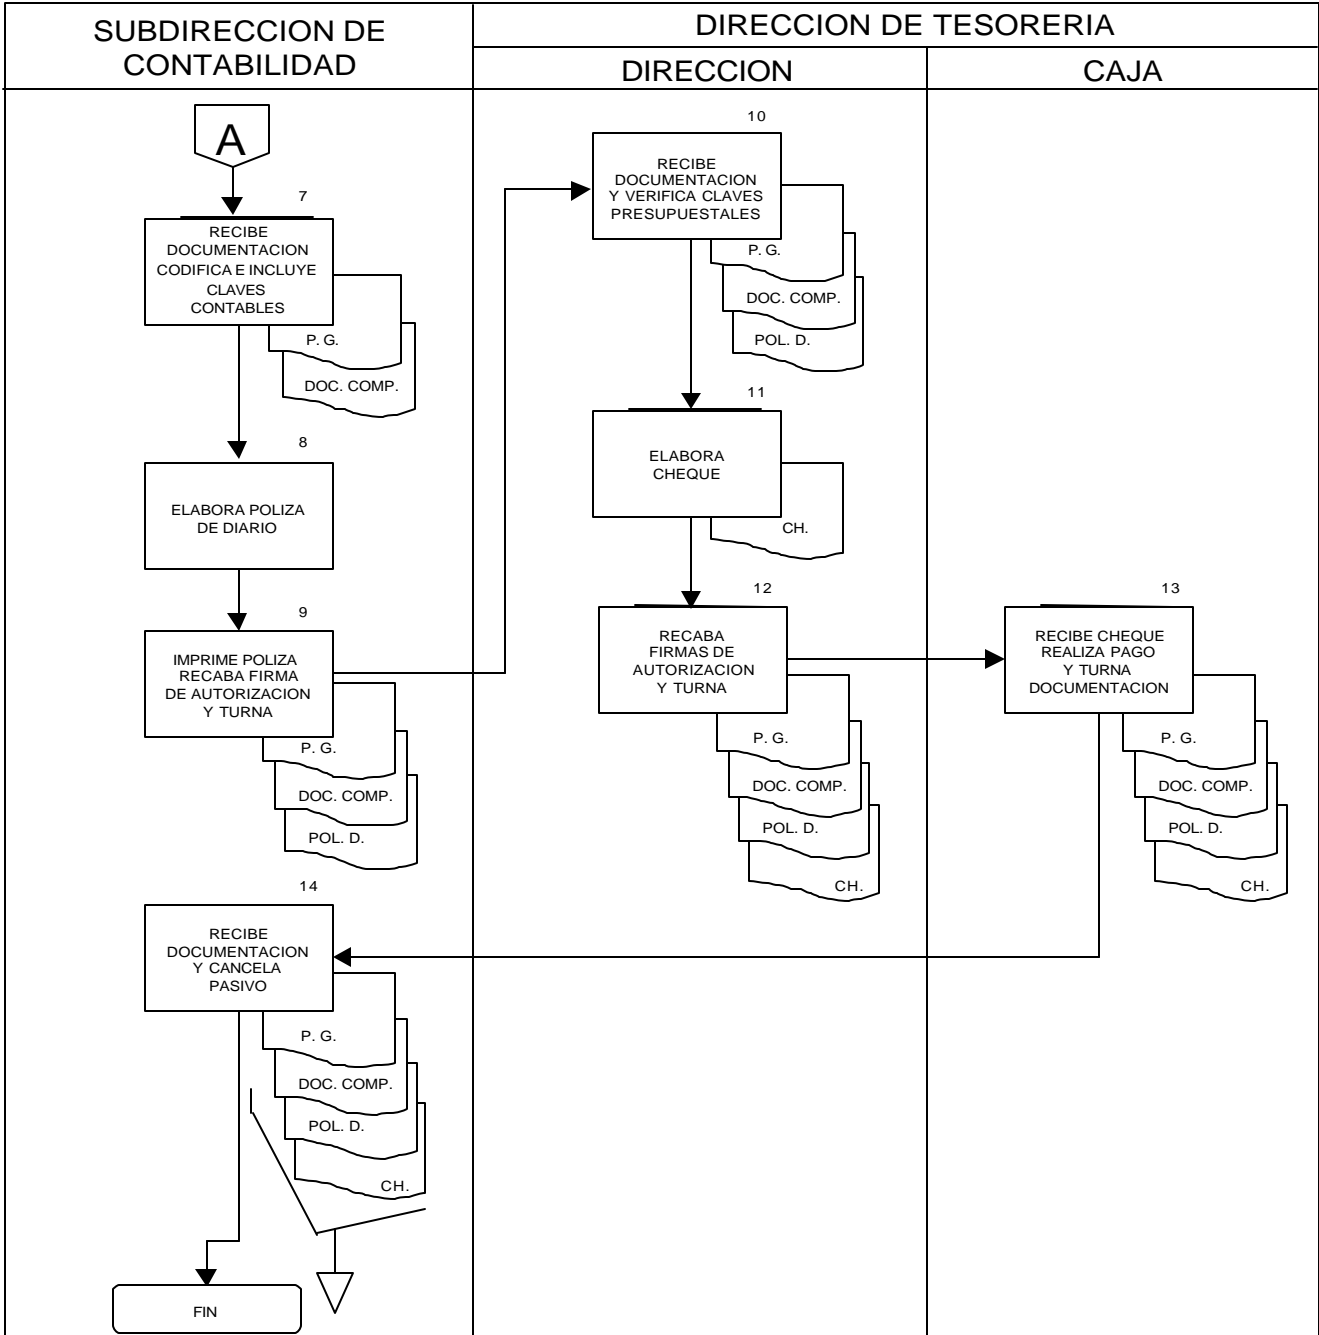 SUBDIRECCION DE
CONTABILIDAD
DIRECCION DE TESORERIA
DIRECCION
CAJA
A
7
RECIBE
DOCUMENTACION
CODIFICA E INCLUYE
CLAVES
CONTABLES
P. G.
DOC. COMP.
8
ELABORA POLIZA
DE DIARIO
9
IMPRIME POLIZA
RECABA FIRMA
DE AUTORIZACION
Y TURNA
P. G.
DOC. COMP.
POL. D.
10
RECIBE
DOCUMENTACION
Y VERIFICA CLAVES
PRESUPUESTALES
P. G.
DOC. COMP.
POL. D.
11
ELABORA
CHEQUE
CH.
12
RECABA
FIRMAS DE
AUTORIZACION
Y TURNA
P. G.
DOC. COMP.
POL. D.
CH.
13
RECIBE CHEQUE
REALIZA PAGO
Y TURNA
DOCUMENTACION
P. G.
DOC. COMP.
POL. D.
CH.
14
RECIBE
DOCUMENTACION
Y CANCELA
PASIVO
P. G.
DOC. COMP.
POL. D.
CH.
FIN